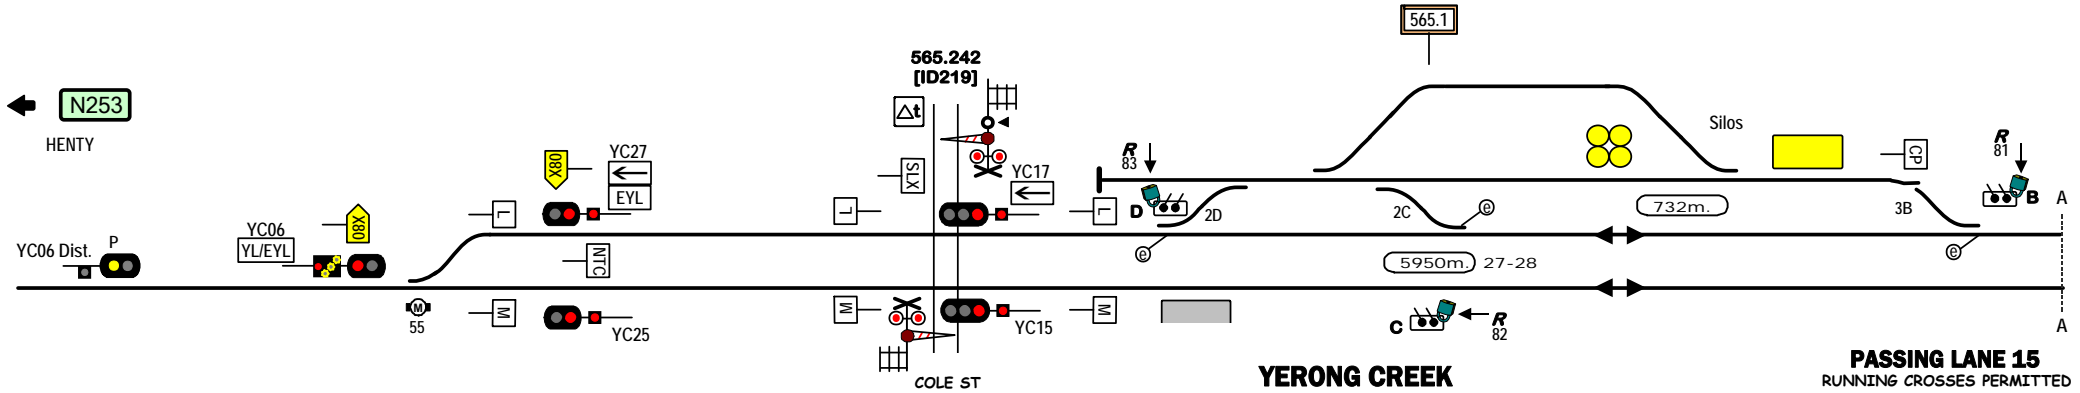 565.1
565.242
[ID219]
Δt
N253
HENTY
X80
YC27
EYL
SLX
YC17
R
83
D
2D
2C
e
732m.
Silos
CP
3B
R
81
B
A
YC06 Dist.
P
YC06
YL/EYL
X80
L
L
L
NTC
e
e
5950m. 27-28
M
55
M
YC25
M
YC15
M
C
R
82
A
COLE ST
YERONG CREEK
PASSING LANE 15
RUNNING CROSSES PERMITTED